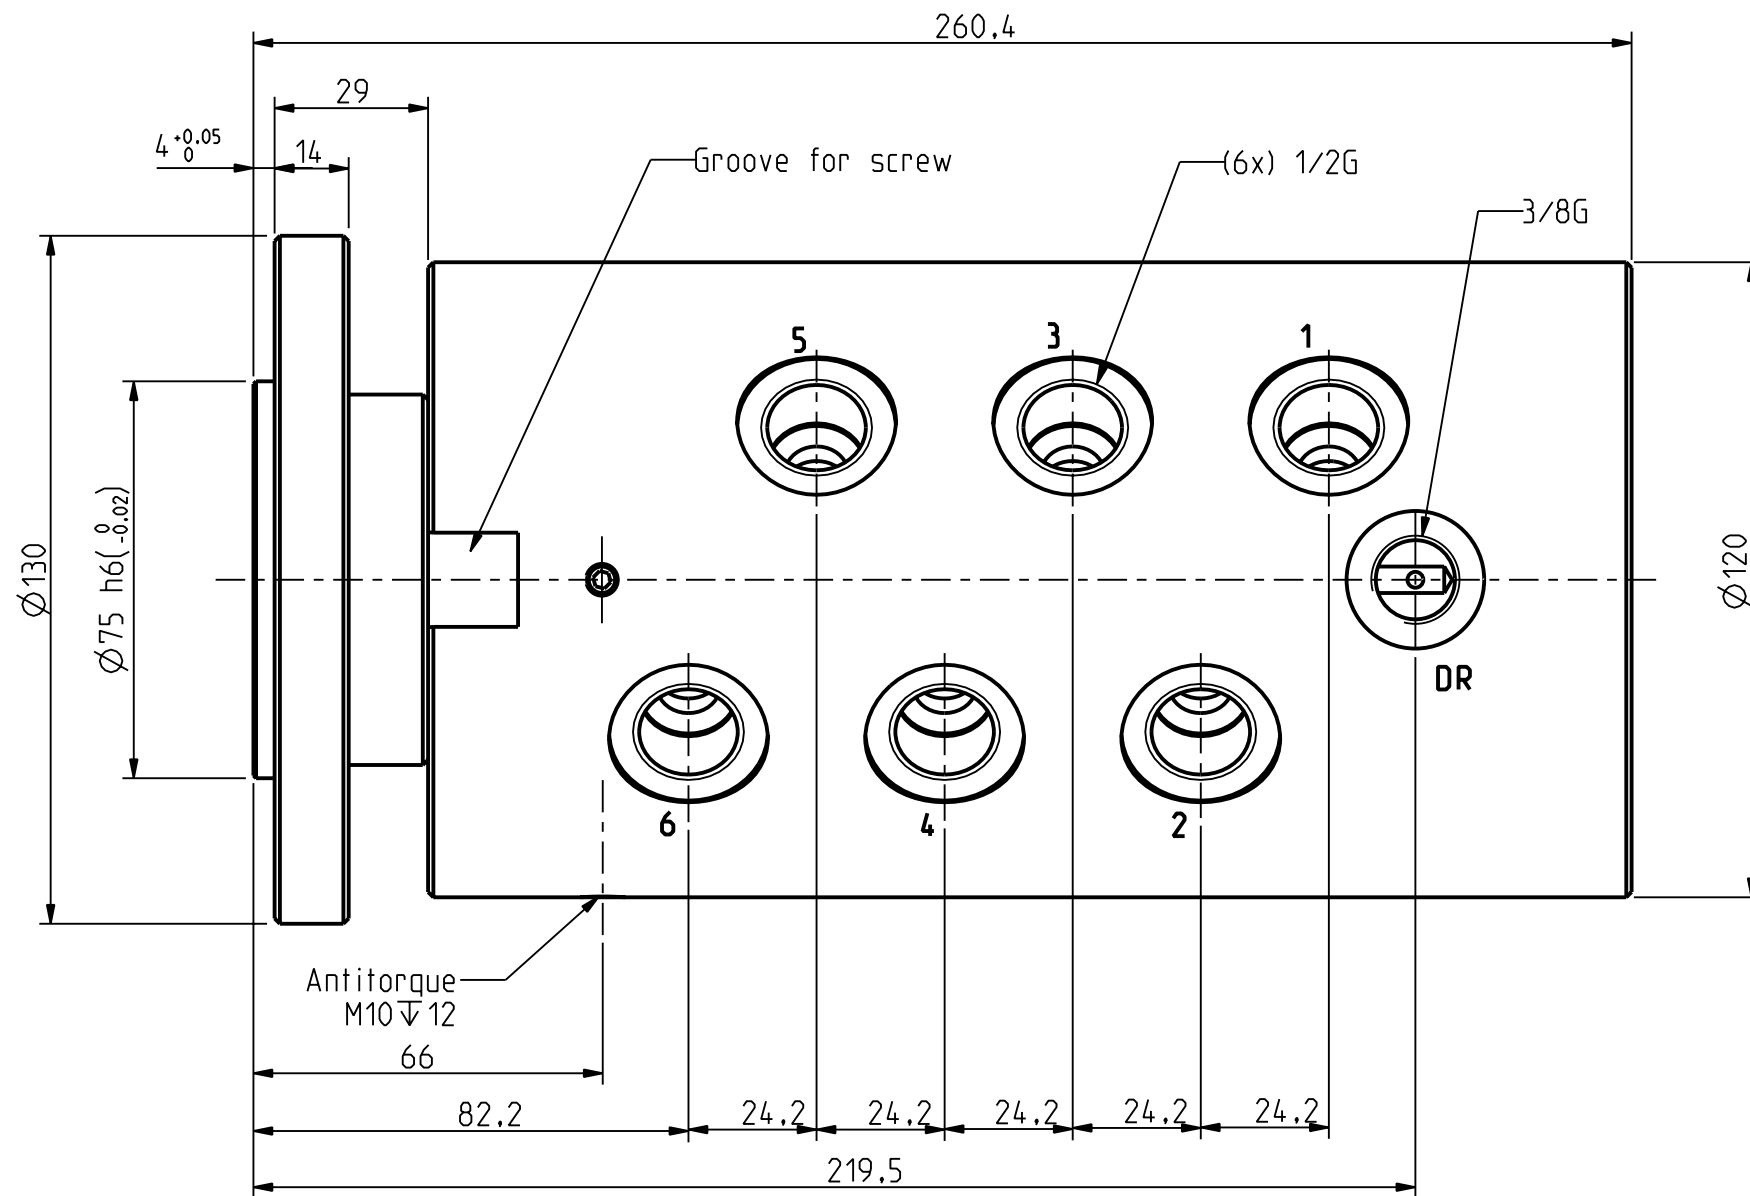 260,4
29
4 +0.05 0
14
Groove for screw
(6x) 1/2G
3/8G
5
3
1
Ø130
Ø75 h6( 0 -0.02)
Ø120
DR
6
4
2
Antitorque
M10↧12
66
82,2
24,2
24,2
24,2
24,2
24,2
219,5